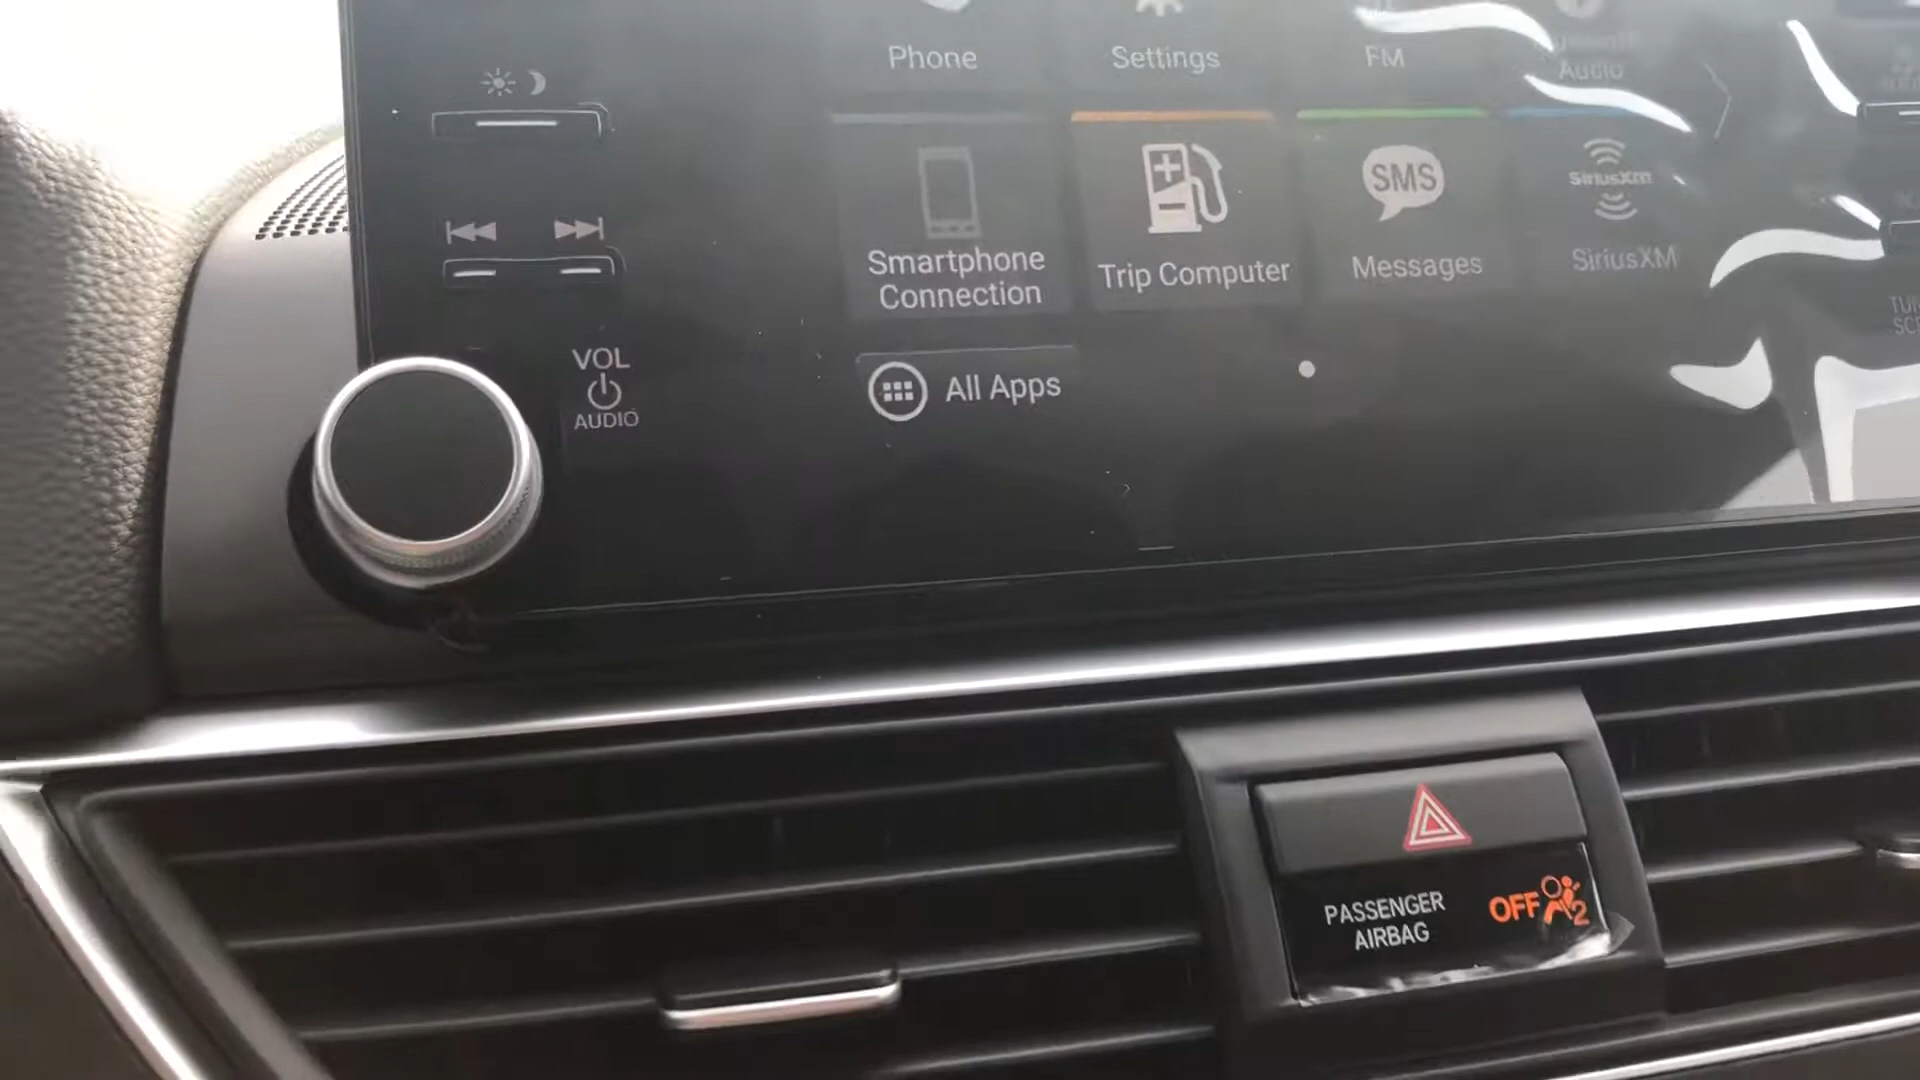 Phone
Settings
FM
Audio
SiriusXM
SMS
Smartphone
Connection
Trip Computer
Messages
SiriusXM
VOL
AUDIO
All Apps
PASSENGER
AIRBAG
OFF
2